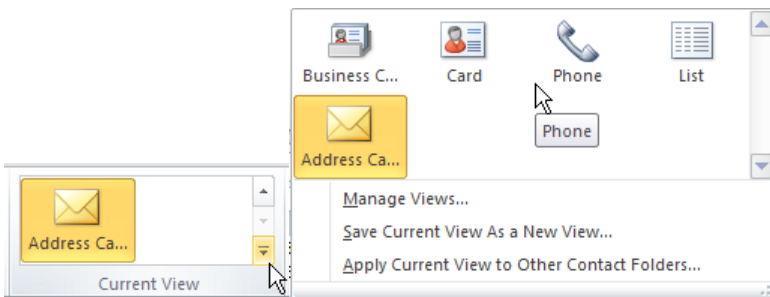 Business C... Card Phone List
Phone
Address Ca...
Manage Views...
Save Current View As a New View...
Apply Current View to Other Contact Folders...
Address Ca...
Current View